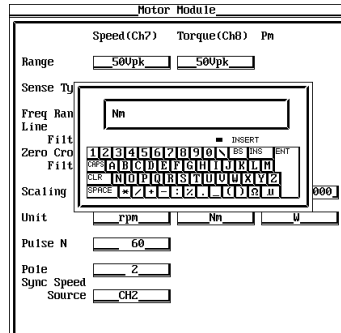 Motor Module
Speed(Ch7) Torque(Ch8) Pm
Range 50Vpk 50Vpk
Sense Ty
Freq Ran
Nm
Line
Filt
INSERT
Zero Cro
1 2 3 4 5 6 7 8 9 0 \ BS INS ENT
Filt
CAPS A B C D E F G H I J K L M
CLR N O P Q R S T U V W X Y Z
Scaling
SPACE * / + - : % . _ ( ) Ω µ
000
Unit rpm Nm W
Pulse N 60
Pole 2
Sync Speed
Source CH2